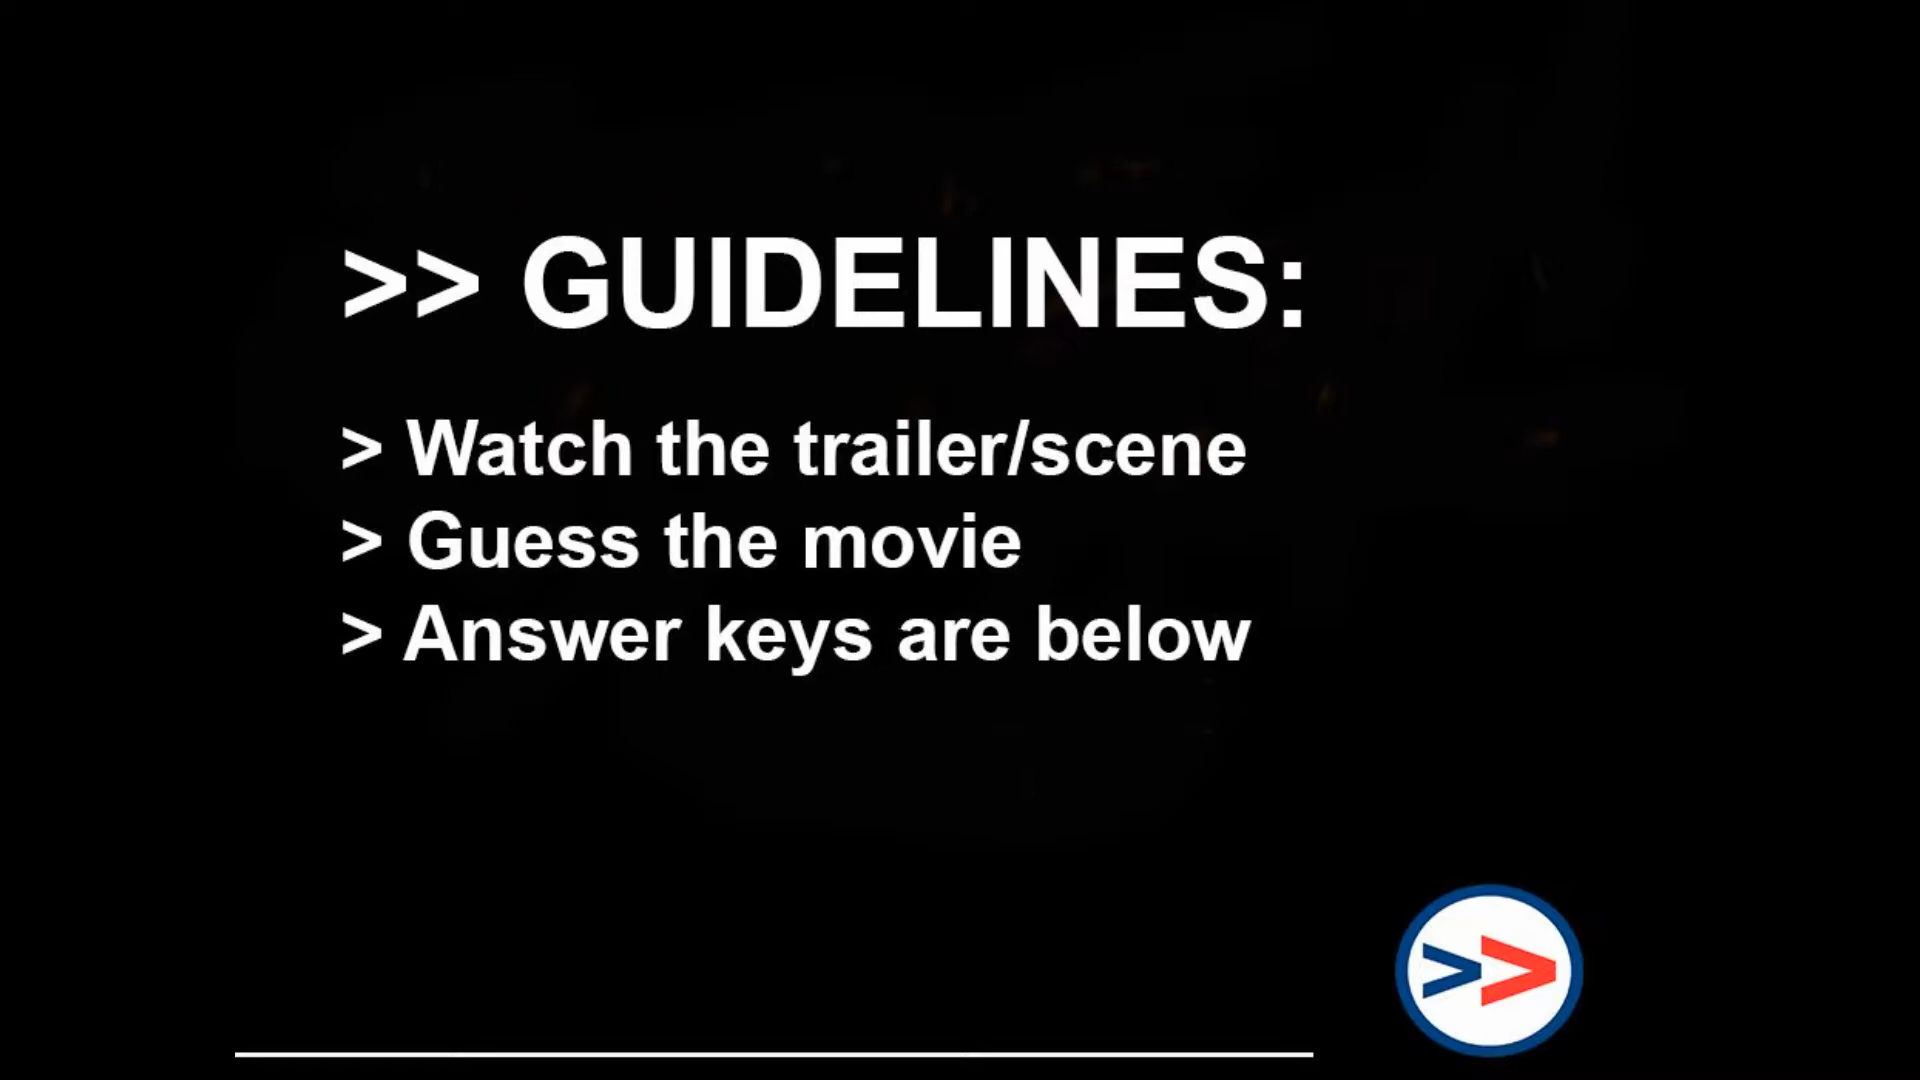 >> GUIDELINES:
> Watch the trailer/scene
> Guess the movie
> Answer keys are below